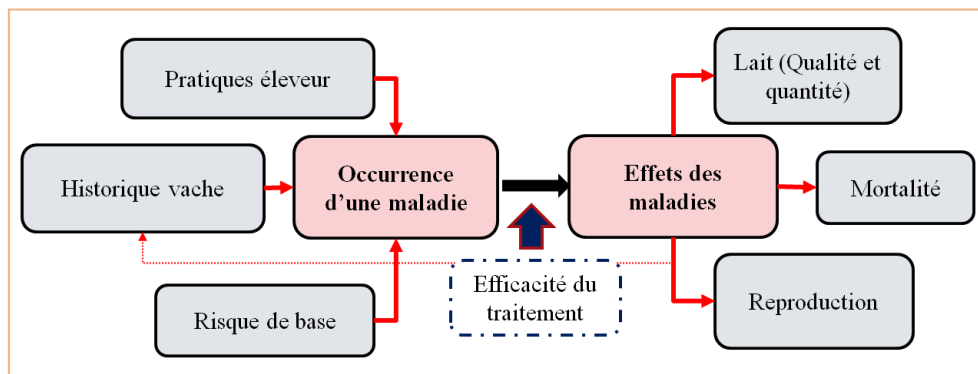 Pratiques éleveur
Historique vache
Risque de base
Occurrence
d'une maladie
Efficacité du
traitement
Effets des
maladies
Lait (Qualité et
quantité)
Mortalité
Reproduction